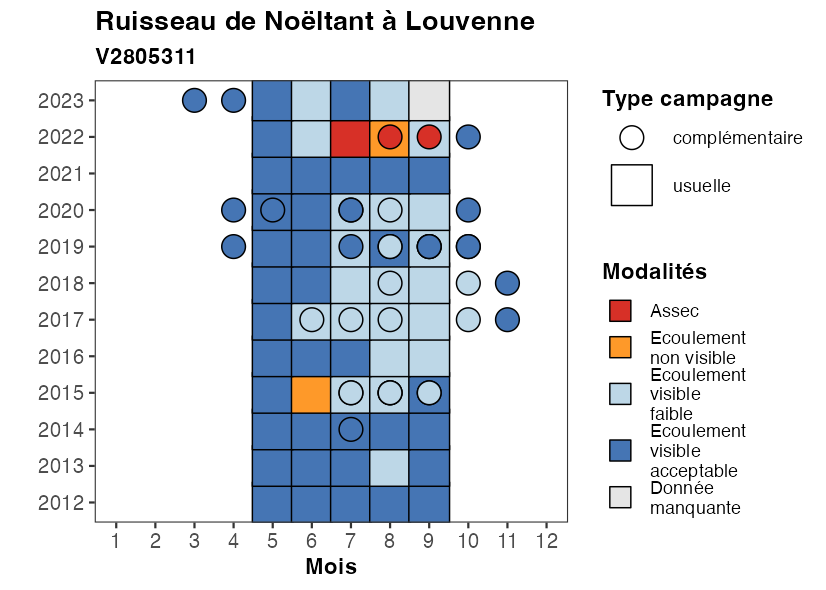 Ruisseau de Noëltant à Louvenne
V2805311
2023
2022
2021
2020
2019
2018
2017
2016
2015
2014
2013
2012
1 2 3 4 5 6 7 8 9 10 11 12
Mois
Type campagne
complémentaire
usuelle
Modalités
Assec
Ecoulement
non visible
Ecoulement
visible
faible
Ecoulement
visible
acceptable
Donnée
manquante